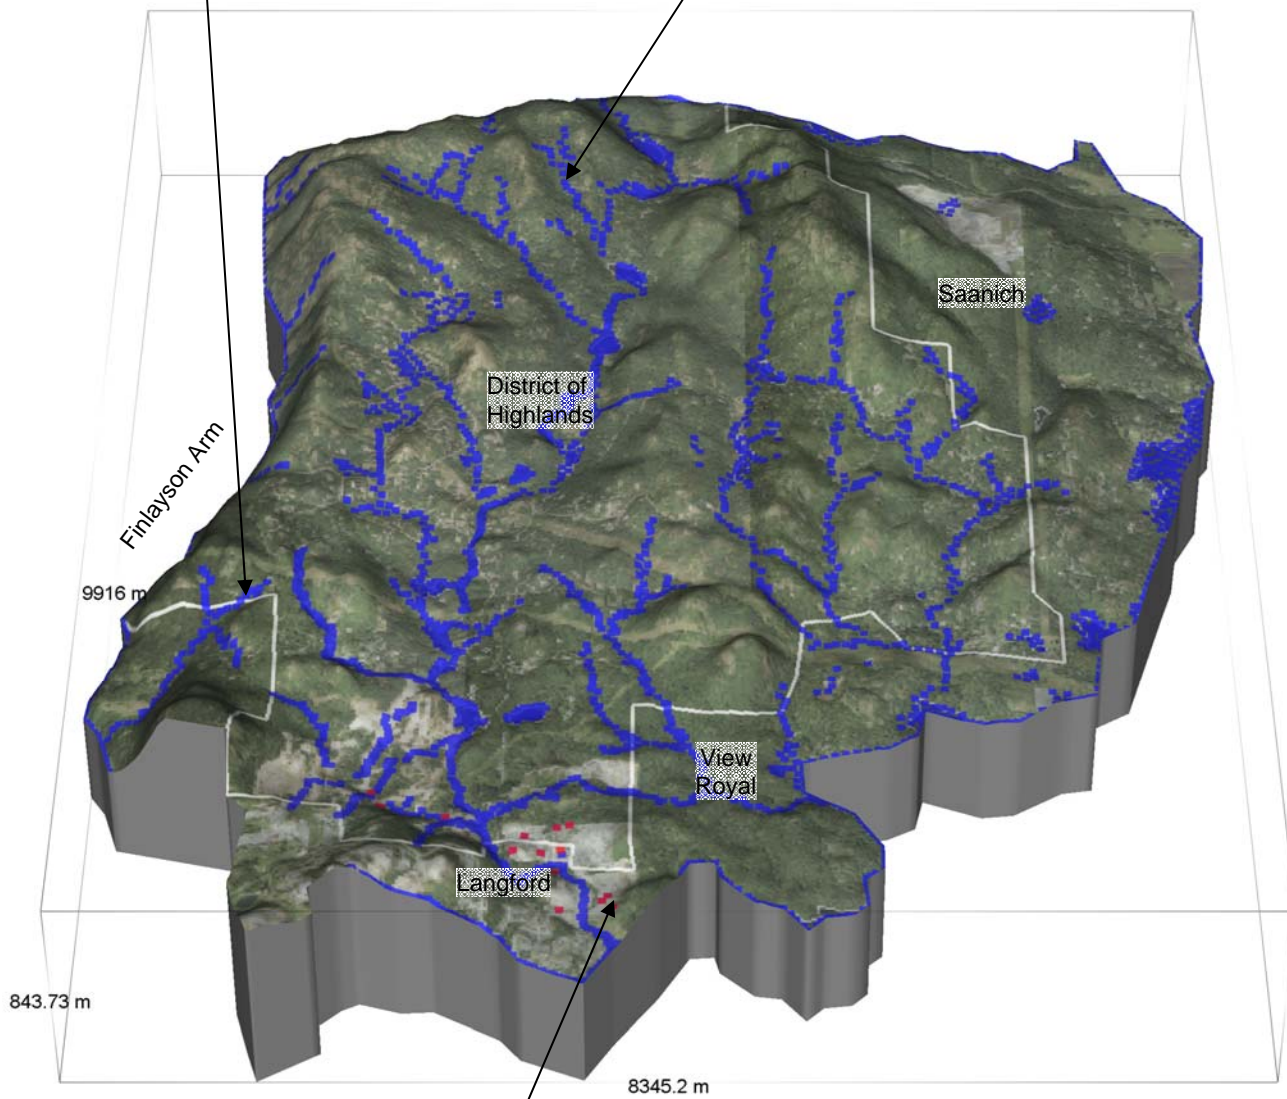 Saanich
District of
Highlands
Finlayson Arm
9916 m
View
Royal
Langford
843.73 m
8345.2 m